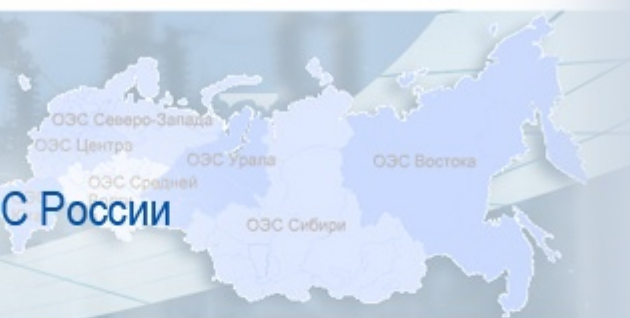 ОЭС Северо-Запада
ОЭС Центра
ОЭС Урала
ОЭС Востока
ОЭС Средней
С России
ОЭС Сибири